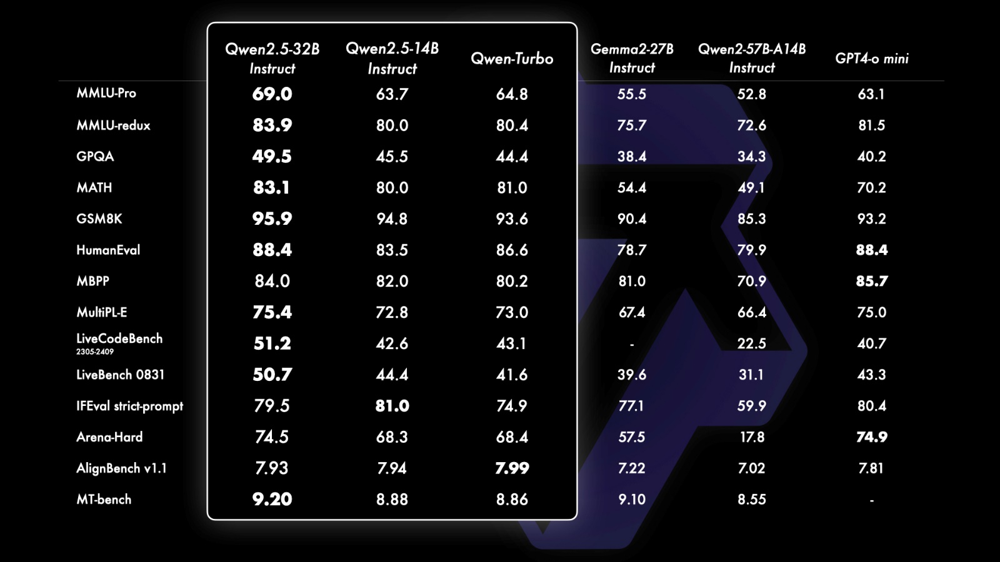 Qwen2.5-32B Instruct Qwen2.5-14B Instruct Qwen-Turbo Gemma2-27B Instruct Qwen2-57B-A14B Instruct GPT4-o mini
MMLU-Pro 69.0 63.7 64.8 55.5 52.8 63.1
MMLU-redux 83.9 80.0 80.4 75.7 72.6 81.5
GPQA 49.5 45.5 44.4 38.4 34.3 40.2
MATH 83.1 80.0 81.0 54.4 49.1 70.2
GSM8K 95.9 94.8 93.6 90.4 85.3 93.2
HumanEval 88.4 83.5 86.6 78.7 79.9 88.4
MBPP 84.0 82.0 80.2 81.0 70.9 85.7
MultiPL-E 75.4 72.8 73.0 67.4 66.4 75.0
LiveCodeBench 2305-2409 51.2 42.6 43.1 - 22.5 40.7
LiveBench 0831 50.7 44.4 41.6 39.6 31.1 43.3
IFEval strict-prompt 79.5 81.0 74.9 77.1 59.9 80.4
Arena-Hard 74.5 68.3 68.4 57.5 17.8 74.9
AlignBench v1.1 7.93 7.94 7.99 7.22 7.02 7.81
MT-bench 9.20 8.88 8.86 9.10 8.55 -